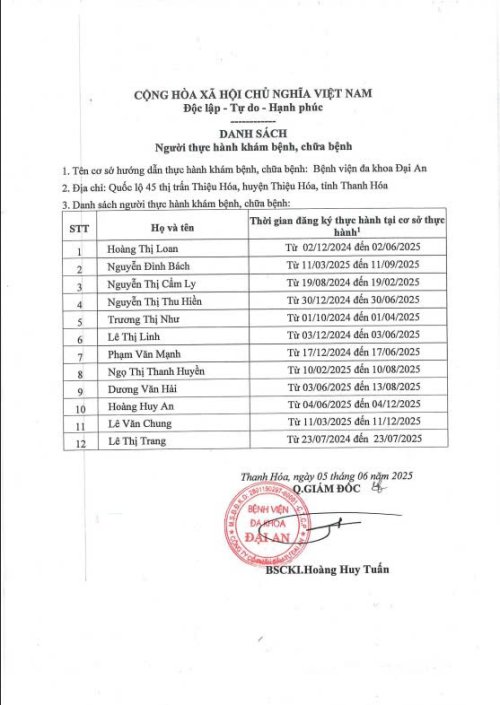 CỘNG HÒA XÃ HỘI CHỦ NGHĨA VIỆT NAM
Độc lập - Tự do - Hạnh phúc
------------
DANH SÁCH
Người thực hành khám bệnh, chữa bệnh
1. Tên cơ sở hướng dẫn thực hành khám bệnh, chữa bệnh: Bệnh viện đa khoa Đại An
2. Địa chỉ: Quốc lộ 45 thị trấn Thiệu Hóa, huyện Thiệu Hóa, tỉnh Thanh Hóa
3. Danh sách người thực hành khám bệnh, chữa bệnh:
STT Họ và tên Thời gian đăng ký thực hành tại cơ sở thực hành¹
1 Hoàng Thị Loan Từ 02/12/2024 đến 02/06/2025
2 Nguyễn Đình Bách Từ 11/03/2025 đến 11/09/2025
3 Nguyễn Thị Cẩm Ly Từ 19/08/2024 đến 19/02/2025
4 Nguyễn Thị Thu Hiền Từ 30/12/2024 đến 30/06/2025
5 Trương Thị Như Từ 01/10/2024 đến 01/04/2025
6 Lê Thị Linh Từ 03/12/2024 đến 03/06/2025
7 Phạm Văn Mạnh Từ 17/12/2024 đến 17/06/2025
8 Ngọ Thị Thanh Huyền Từ 10/02/2025 đến 10/08/2025
9 Dương Văn Hải Từ 03/06/2025 đến 13/08/2025
10 Hoàng Huy An Từ 04/06/2025 đến 04/12/2025
11 Lê Văn Chung Từ 11/03/2025 đến 11/12/2025
12 Lê Thị Trang Từ 23/07/2024 đến 23/07/2025
Thanh Hóa, ngày 05 tháng 06 năm 2025
Q.GIÁM ĐỐC
BỆNH VIỆN
ĐA KHOA
ĐẠI AN
BSCKI.Hoàng Huy Tuấn